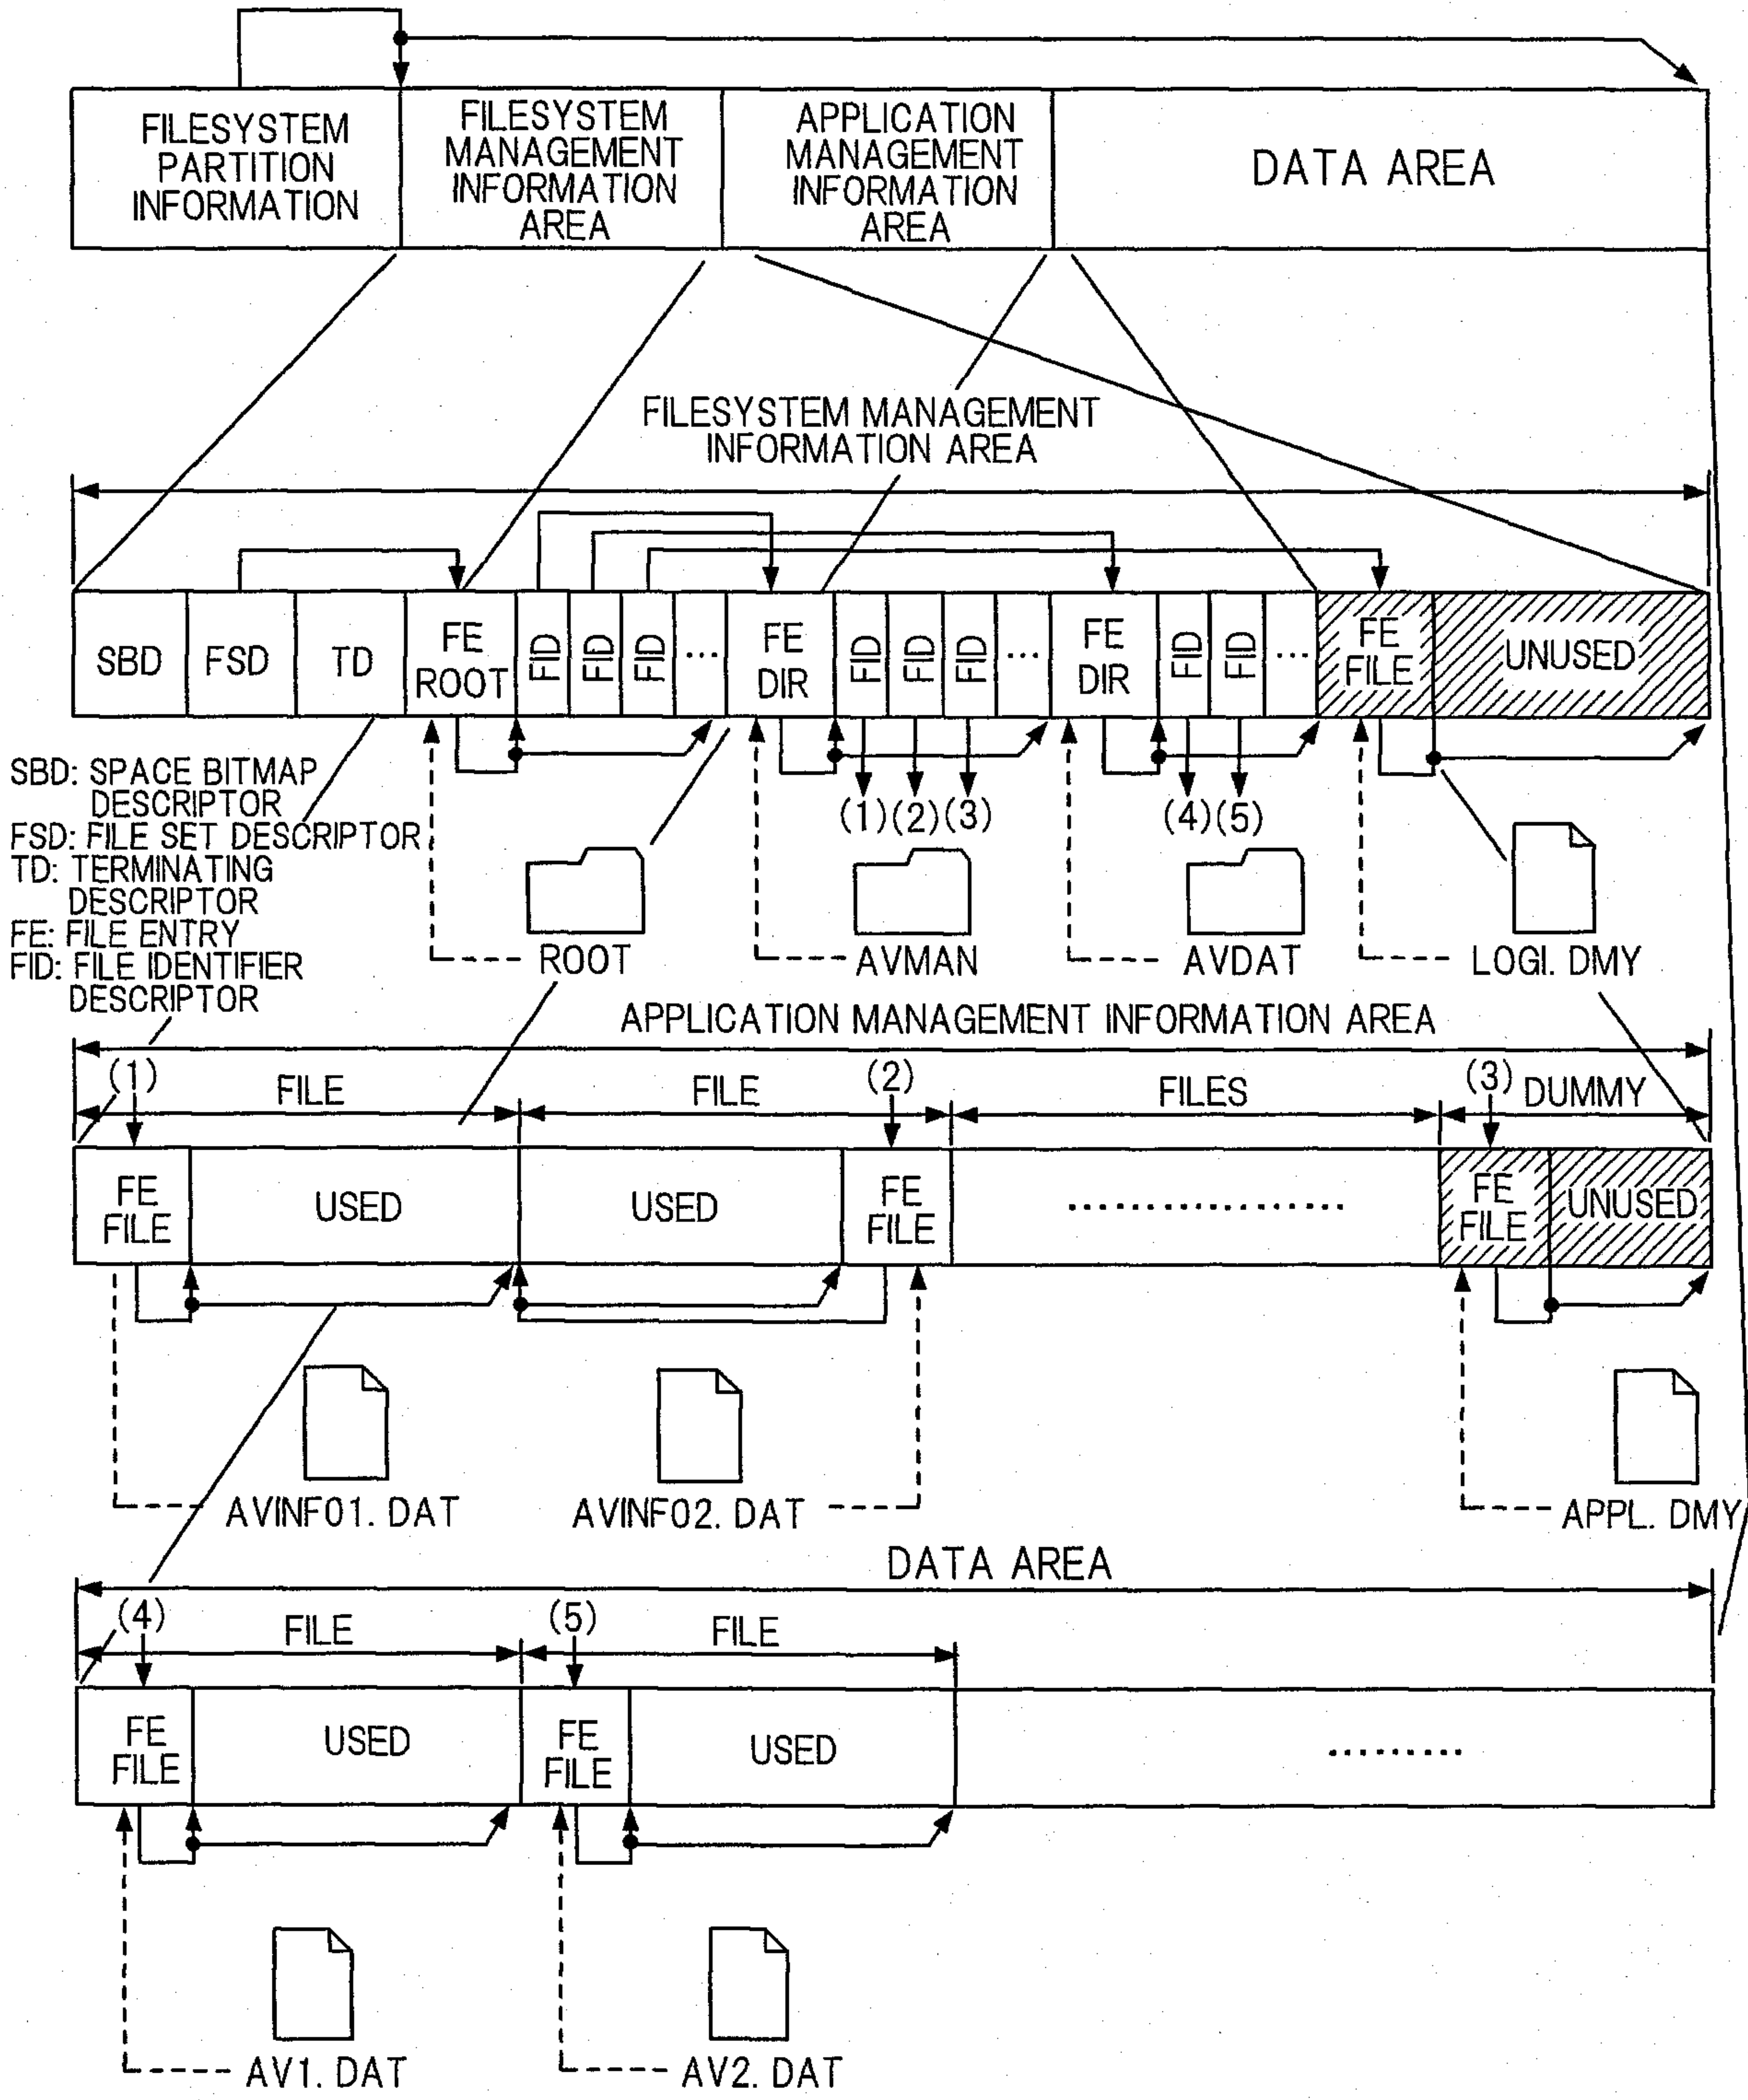 FILESYSTEM
PARTITION
INFORMATION
FILESYSTEM
MANAGEMENT
INFORMATION
AREA
APPLICATION
MANAGEMENT
INFORMATION
AREA
DATA AREA
FILESYSTEM MANAGEMENT
INFORMATION AREA
SBD
FSD
TD
FE
ROOT
FID
FID
FID
...
FE
DIR
FID
FID
FID
...
FE
DIR
FID
FID
...
FE
FILE
UNUSED
(1)
(2)
(3)
(4)
(5)
SBD: SPACE BITMAP
DESCRIPTOR
FSD: FILE SET DESCRIPTOR
TD: TERMINATING
DESCRIPTOR
FE: FILE ENTRY
FID: FILE IDENTIFIER
DESCRIPTOR
ROOT
AVMAN
AVDAT
LOGI. DMY
APPLICATION MANAGEMENT INFORMATION AREA
(1)
FILE
FILE
(2)
FILES
(3)
DUMMY
FE
FILE
USED
USED
FE
FILE
..................
FE
FILE
UNUSED
AVINF01. DAT
AVINF02. DAT
APPL. DMY
DATA AREA
(4)
FILE
(5)
FILE
FE
FILE
USED
FE
FILE
USED
.........
AV1. DAT
AV2. DAT